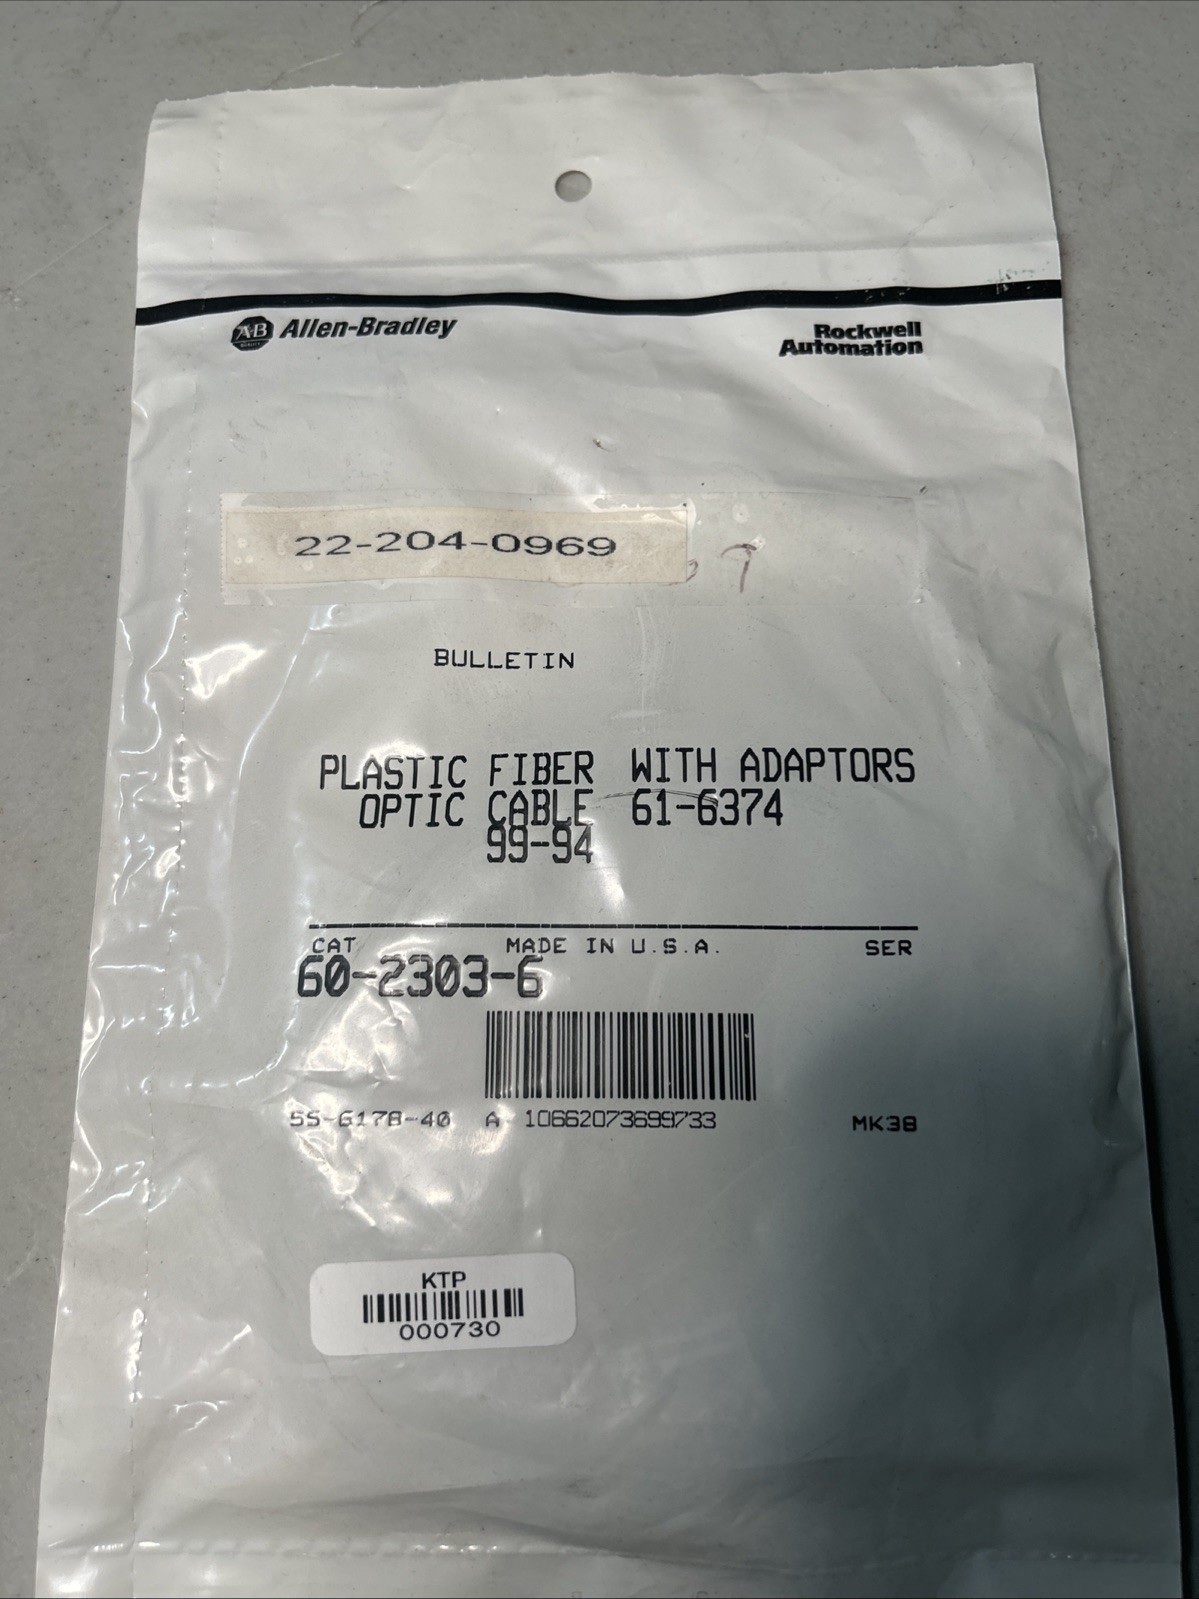 A-B
QUALITY
Allen-Bradley
Rockwell
Automation
22-204-0969
BULLETIN
PLASTIC FIBER WITH ADAPTORS
OPTIC CABLE 61-6374
99-94
CAT MADE IN U.S.A. SER
60-2303-6
55-6178-40 A 10662073699733 MK38
KTP
000730